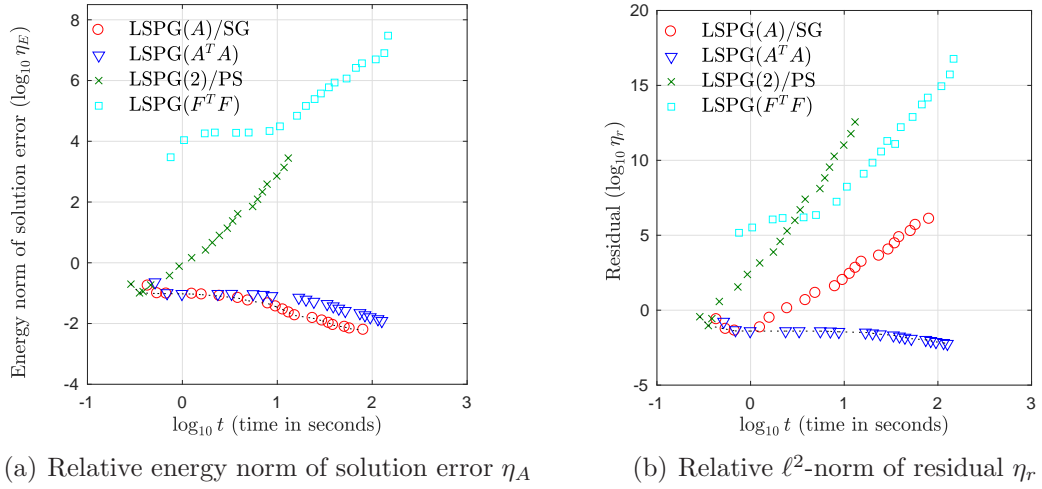 8
6
4
2
0
-2
-4
-1
0
1
2
3
Energy norm of solution error (log₁₀ η_E)
log₁₀ t (time in seconds)
LSPG(A)/SG
LSPG(AᵀA)
LSPG(2)/PS
LSPG(FᵀF)
(a) Relative energy norm of solution error η_A
20
15
10
5
0
-5
-1
0
1
2
3
Residual (log₁₀ η_r)
log₁₀ t (time in seconds)
LSPG(A)/SG
LSPG(AᵀA)
LSPG(2)/PS
LSPG(FᵀF)
(b) Relative ℓ²-norm of residual η_r